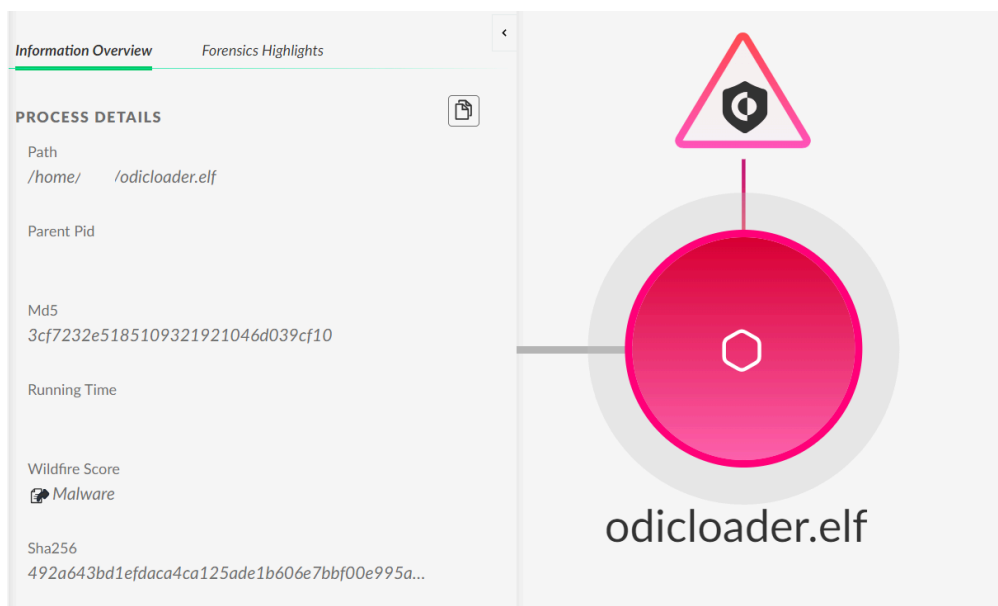 Information Overview Forensics Highlights
PROCESS DETAILS
Path
/home/ /odicloader.elf
Parent Pid
Md5
3cf7232e5185109321921046d039cf10
Running Time
Wildfire Score
Malware
Sha256
492a643bd1efdaca4ca125ade1b606e7bbf00e995a...
odicloader.elf